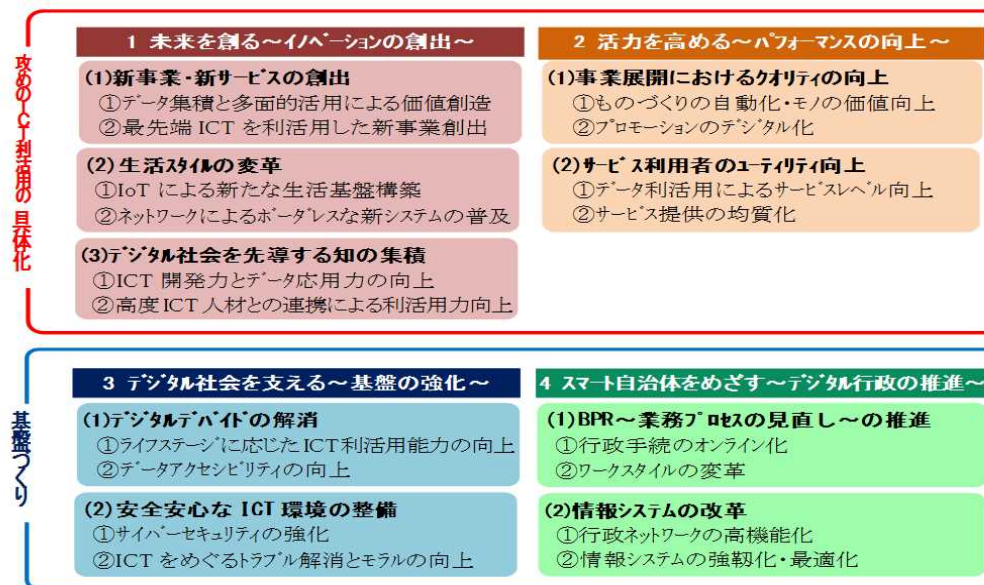 攻めのICT利活用の具体化
1 未来を創る～イノベーションの創出～
(1)新事業・新サービスの創出
①データ集積と多面的活用による価値創造
②最先端 ICT を利活用した新事業創出
(2)生活スタイルの変革
①IoT による新たな生活基盤構築
②ネットワークによるボーダレスな新システムの普及
(3)デジタル社会を先導する知の集積
①ICT 開発力とデータ応用力の向上
②高度 ICT 人材との連携による利活用力向上
2 活力を高める～パフォーマンスの向上～
(1)事業展開におけるクオリティの向上
①ものづくりの自動化・モノの価値向上
②プロモーションのデジタル化
(2)サービス利用者のユーティリティ向上
①データ利活用によるサービスレベル向上
②サービス提供の均質化
基盤づくり
3 デジタル社会を支える～基盤の強化～
(1)デジタルデバイドの解消
①ライフステージに応じた ICT 利活用能力の向上
②データアクセシビリティの向上
(2)安全安心な ICT 環境の整備
①サイバーセキュリティの強化
②ICT をめぐるトラブル解消とモラルの向上
4 スマート自治体をめざす～デジタル行政の推進～
(1)BPR～業務プロセスの見直し～の推進
①行政手続のオンライン化
②ワークスタイルの変革
(2)情報システムの改革
①行政ネットワークの高機能化
②情報システムの強靱化・最適化